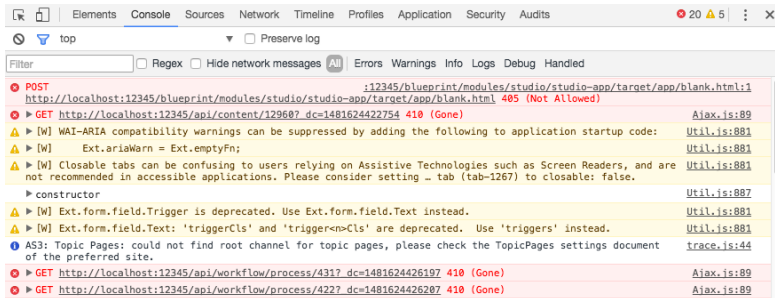 Elements Console Sources Network Timeline Profiles Application Security Audits 20 5
top Preserve log
Filter Regex Hide network messages All Errors Warnings Info Logs Debug Handled
POST :12345/blueprint/modules/studio/studio-app/target/app/blank.html:1
http://localhost:12345/blueprint/modules/studio/studio-app/target/app/blank.html 405 (Not Allowed)
GET http://localhost:12345/api/content/12960?_dc=1481624422754 410 (Gone) Ajax.js:89
[W] WAI-ARIA compatibility warnings can be suppressed by adding the following to application startup code: Util.js:881
[W] Ext.ariaWarn = Ext.emptyFn; Util.js:881
[W] Closable tabs can be confusing to users relying on Assistive Technologies such as Screen Readers, and are Util.js:881
not recommended in accessible applications. Please consider setting … tab (tab-1267) to closable: false.
constructor Util.js:887
[W] Ext.form.field.Trigger is deprecated. Use Ext.form.field.Text instead. Util.js:881
[W] Ext.form.field.Text: 'triggerCls' and 'trigger<n>Cls' are deprecated. Use 'triggers' instead. Util.js:881
AS3: Topic Pages: could not find root channel for topic pages, please check the TopicPages settings document trace.js:44
of the preferred site.
GET http://localhost:12345/api/workflow/process/431?_dc=1481624426197 410 (Gone) Ajax.js:89
GET http://localhost:12345/api/workflow/process/422?_dc=1481624426207 410 (Gone) Ajax.js:89